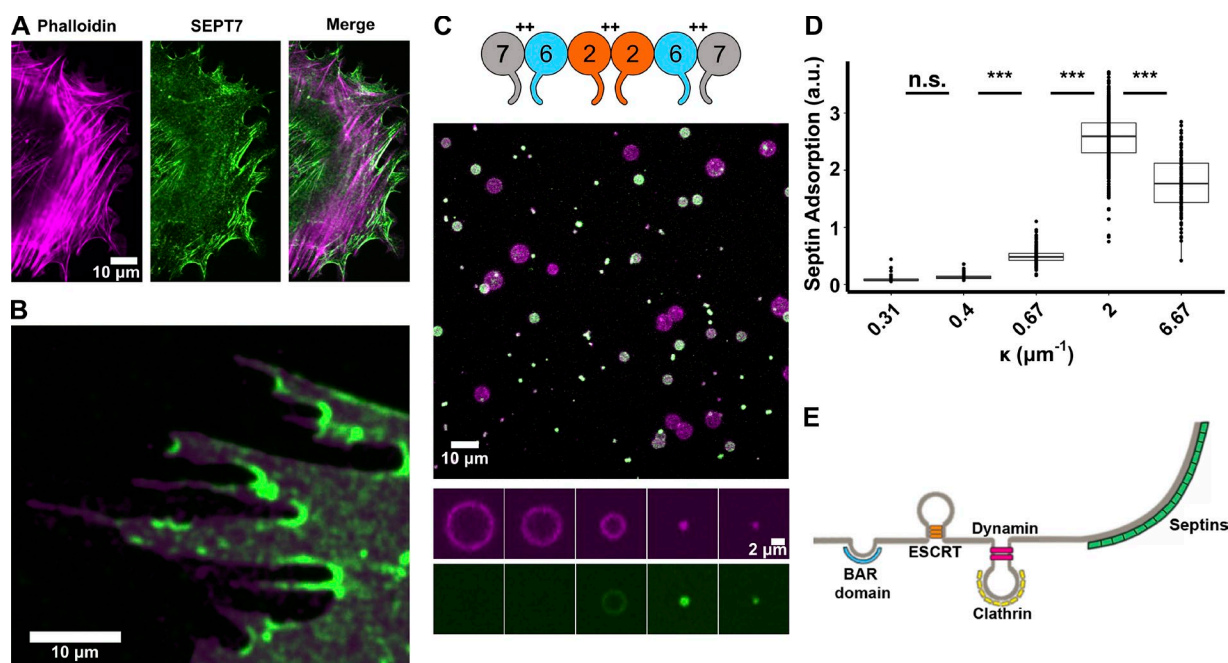 A
Phalloidin
SEPT7
Merge
10 µm
B
10 µm
C
++
++
++
7
6
2
2
6
7
10 µm
2 µm
D
Septin Adsorption (a.u.)
n.s.
***
***
***
3
2
1
0
0.31
0.4
0.67
2
6.67
κ (µm⁻¹)
E
Dynamin
ESCRT
Septins
BAR
domain
Clathrin